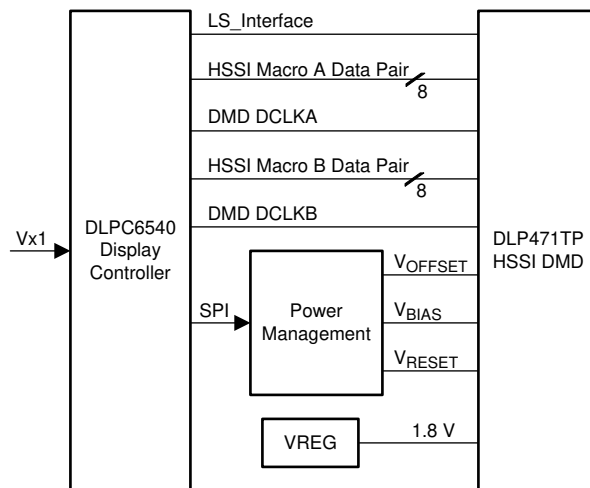 LS_Interface
HSSI Macro A Data Pair
8
DMD DCLKA
HSSI Macro B Data Pair
8
DMD DCLKB
Vx1
DLPC6540
Display
Controller
SPI
Power
Management
VOFFSET
VBIAS
VRESET
DLP471TP
HSSI DMD
VREG
1.8 V